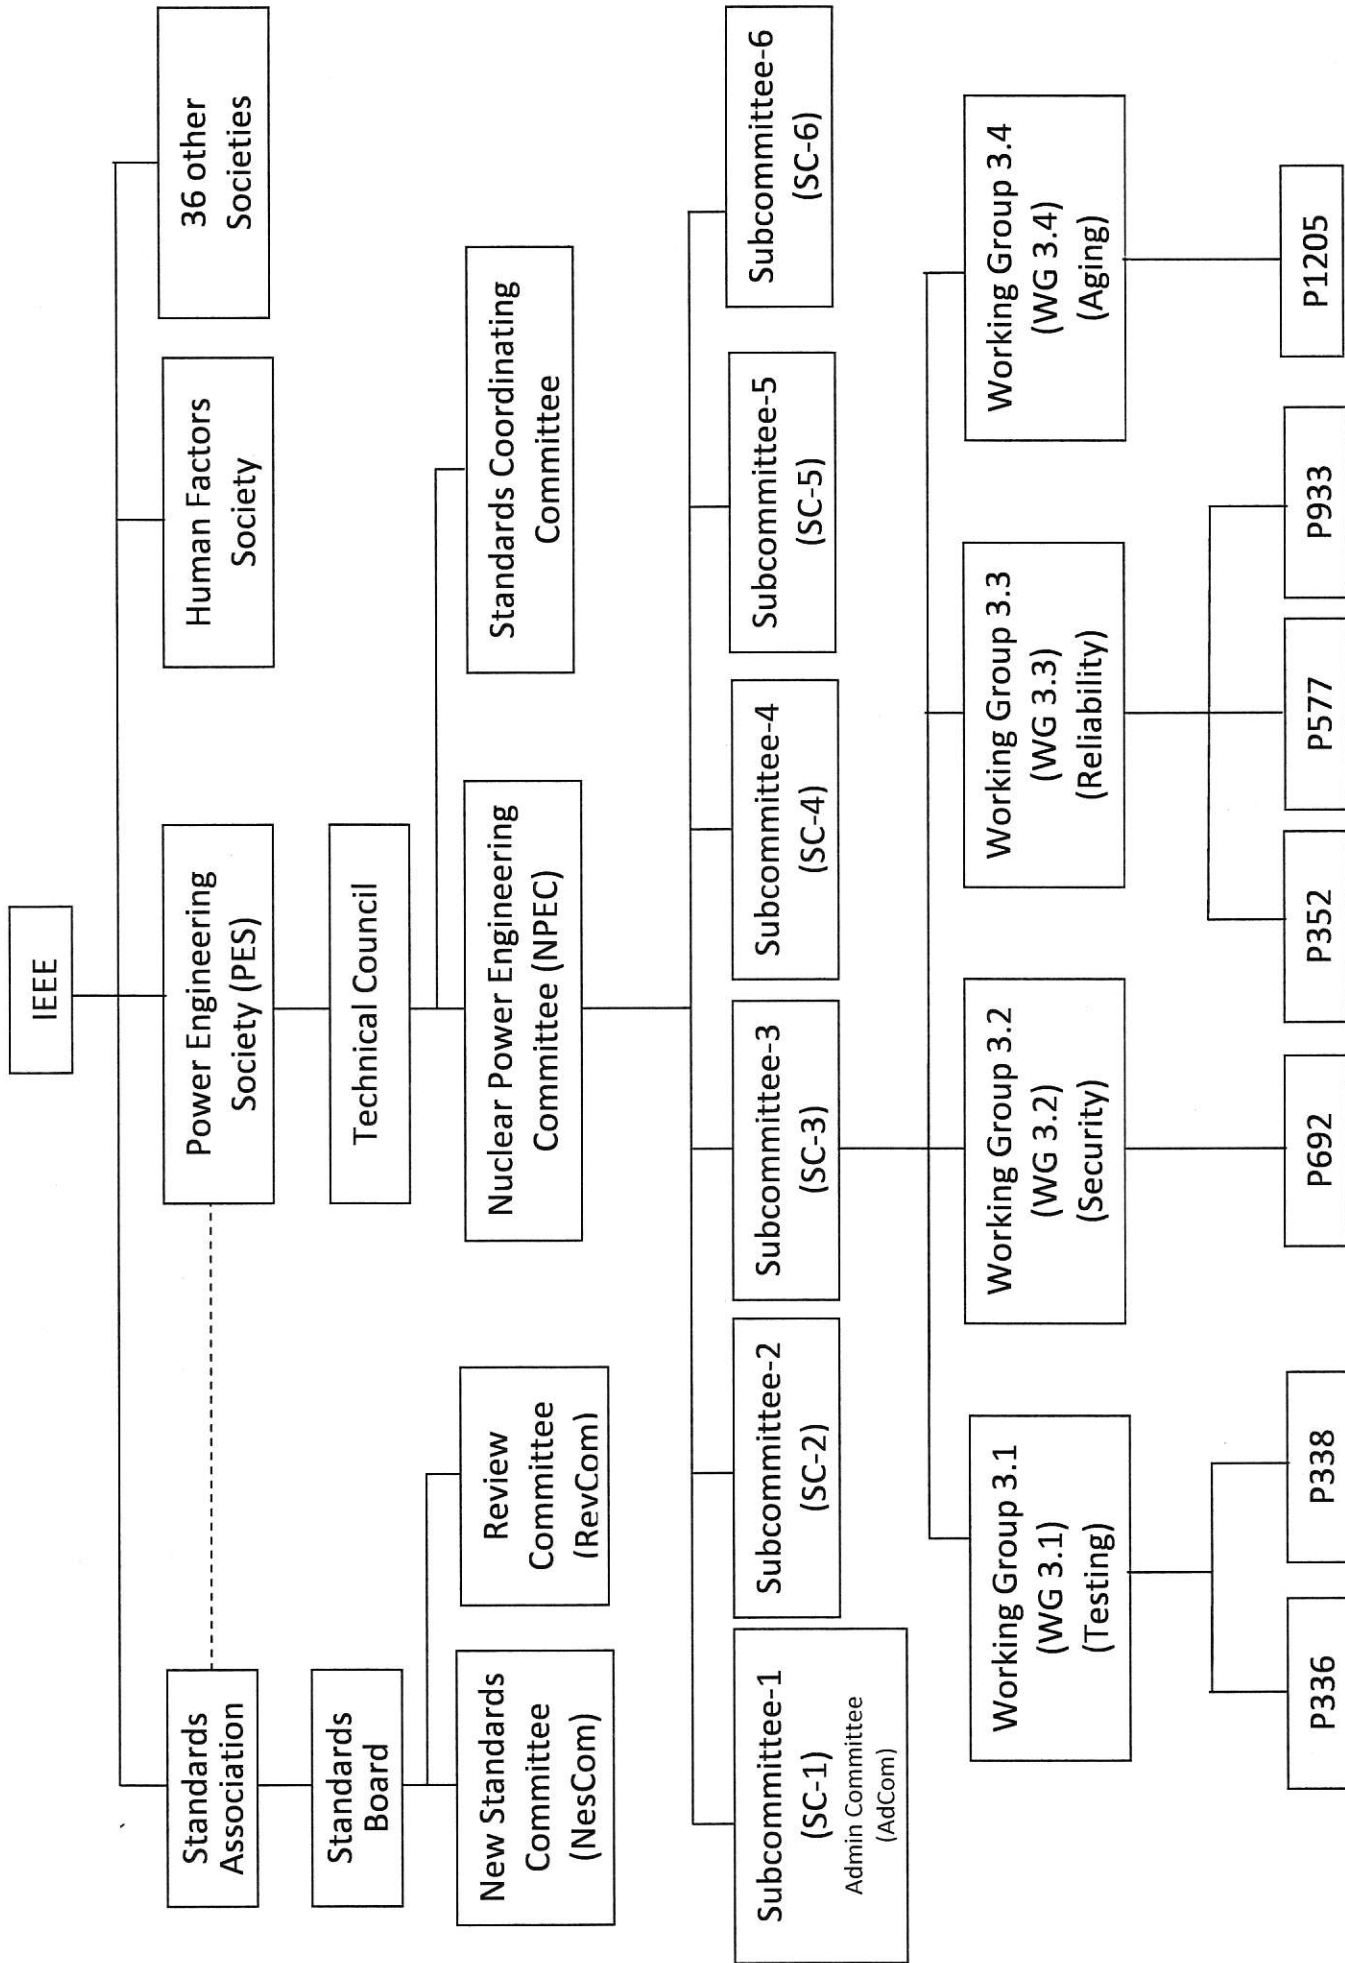 IEEE
Standards
Association
Power Engineering
Society (PES)
Human Factors
Society
36 other
Societies
Standards
Board
Technical Council
New Standards
Committee
(NesCom)
Review
Committee
(RevCom)
Nuclear Power Engineering
Committee (NPEC)
Standards Coordinating
Committee
Subcommittee-1
(SC-1)
Admin Committee
(AdCom)
Subcommittee-2
(SC-2)
Subcommittee-3
(SC-3)
Subcommittee-4
(SC-4)
Subcommittee-5
(SC-5)
Subcommittee-6
(SC-6)
Working Group 3.1
(WG 3.1)
(Testing)
Working Group 3.2
(WG 3.2)
(Security)
Working Group 3.3
(WG 3.3)
(Reliability)
Working Group 3.4
(WG 3.4)
(Aging)
P336
P338
P692
P352
P577
P933
P1205